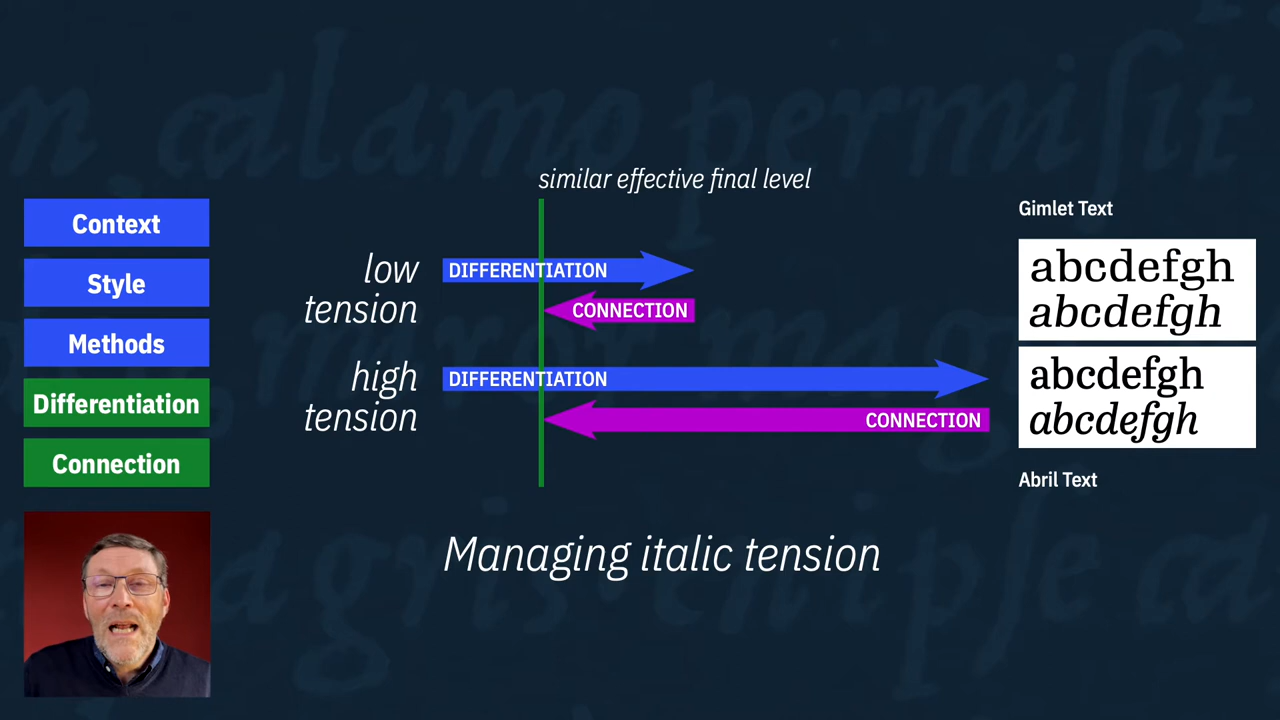 Context
Style
Methods
Differentiation
Connection
similar effective final level
low
tension
DIFFERENTIATION
CONNECTION
high
tension
DIFFERENTIATION
CONNECTION
Managing italic tension
Gimlet Text
abcdefgh
abcdefgh
abcdefgh
abcdefgh
Abril Text